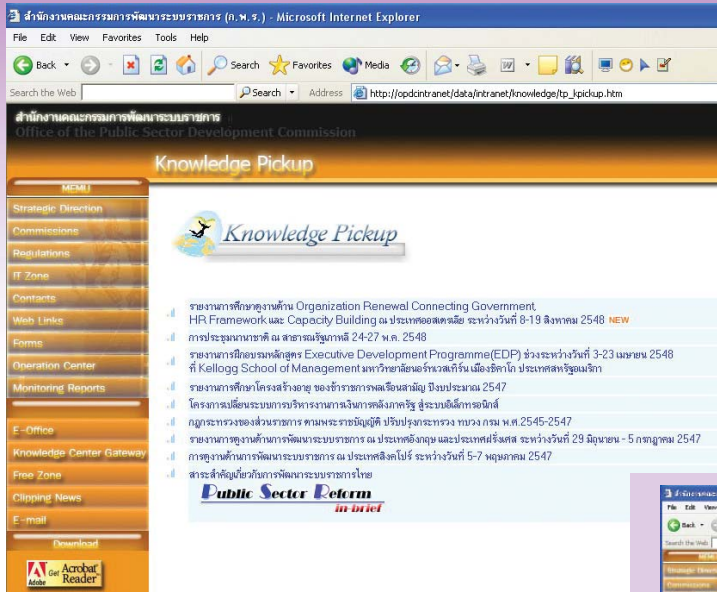 สำนักงานคณะกรรมการพัฒนาระบบราชการ (ก.พ.ร.) - Microsoft Internet Explorer
File Edit View Favorites Tools Help
Back Search Favorites Media
Search the Web Search Address http://opdcintranet/data/intranet/knowledge/tp_kpickup.htm
สำนักงานคณะกรรมการพัฒนาระบบราชการ
Office of the Public Sector Development Commission
Knowledge Pickup
MENU
Strategic Direction
Commissions
Regulations
IT Zone
Contacts
Web Links
Forms
Operation Center
Monitoring Reports
E-Office
Knowledge Center Gateway
Free Zone
Clipping News
E-mail
Download
Get Acrobat Reader
Adobe
Knowledge Pickup
รายงานการศึกษาดูงานด้าน Organization Renewal Connecting Government,
HR Framework และ Capacity Building ณ ประเทศออสเตรเลีย ระหว่างวันที่ 8-19 สิงหาคม 2548 NEW
การประชุมนานาชาติ ณ สาธารณรัฐเกาหลี 24-27 พ.ค. 2548
รายงานการฝึกอบรมหลักสูตร Executive Development Programme(EDP) ช่วงระหว่างวันที่ 3-23 เมษายน 2548
ที่ Kellogg School of Management มหาวิทยาลัยนอร์ทเวสเทิร์น เมืองชิคาโก ประเทศสหรัฐอเมริกา
รายงานการศึกษาโครงสร้างอายุ ของข้าราชการพลเรือนสามัญ ปีงบประมาณ 2547
โครงการเปลี่ยนระบบการบริหารงานการเงินการคลังภาครัฐ สู่ระบบอิเล็กทรอนิกส์
กฎกระทรวงของส่วนราชการ ตามพระราชบัญญัติ ปรับปรุงกระทรวง ทบวง กรม พ.ศ.2545-2547
รายงานการดูงานด้านการพัฒนาระบบราชการ ณ ประเทศอังกฤษ และประเทศฝรั่งเศส ระหว่างวันที่ 29 มิถุนายน - 5 กรกฎาคม 2547
การดูงานด้านการพัฒนาระบบราชการ ณ ประเทศสิงคโปร์ ระหว่างวันที่ 5-7 พฤษภาคม 2547
สาระสำคัญเกี่ยวกับการพัฒนาระบบราชการไทย
Public Sector Reform
in-brief
File Edit View
Back
Search the Web
Strategic Direct
Commissions